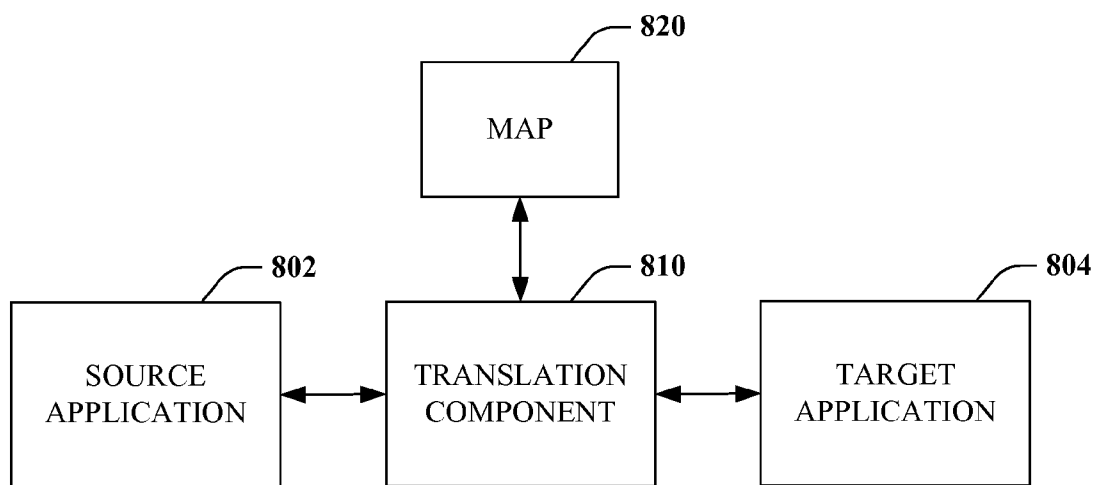 820
MAP
802
810
804
SOURCE
APPLICATION
TRANSLATION
COMPONENT
TARGET
APPLICATION